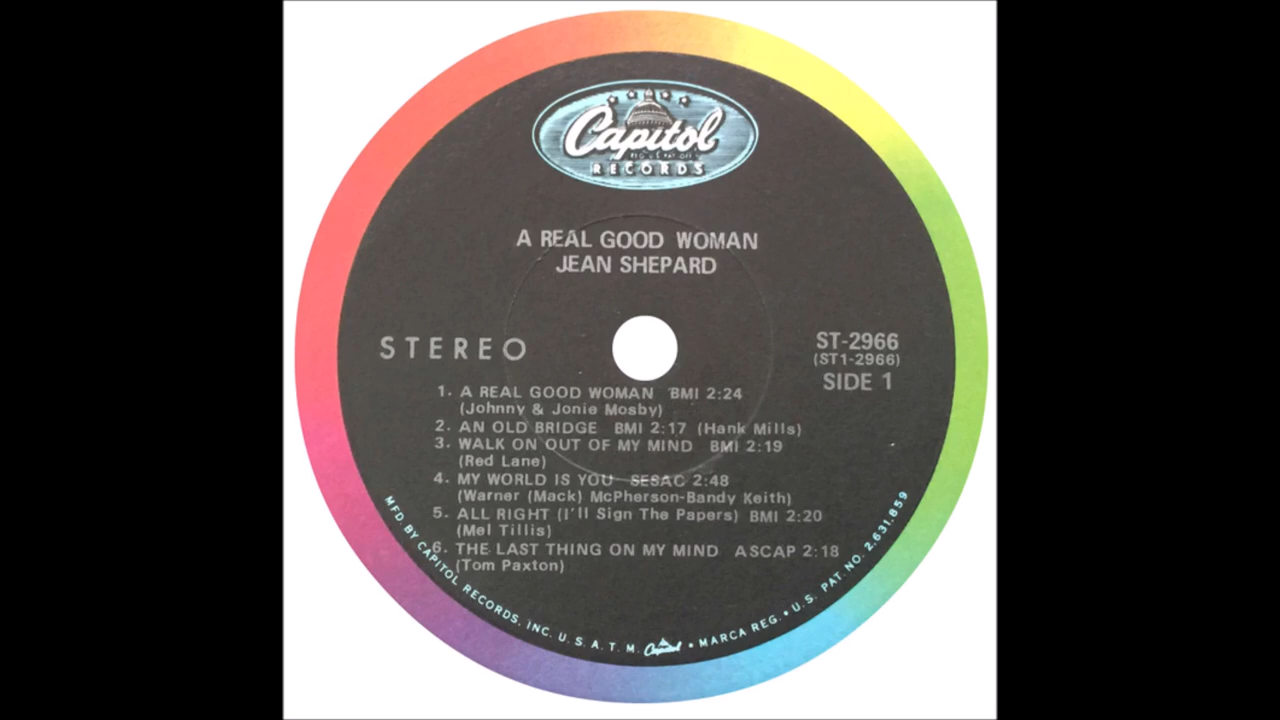 Capitol
RECORDS
A REAL GOOD WOMAN
JEAN SHEPARD
STEREO
ST-2966
(ST1-2966)
SIDE 1
1. A REAL GOOD WOMAN BMI 2:24
(Johnny & Jonie Mosby)
2. AN OLD BRIDGE BMI 2:17 (Hank Mills)
3. WALK ON OUT OF MY MIND BMI 2:19
(Red Lane)
4. MY WORLD IS YOU SESAC 2:48
(Warner (Mack) McPherson-Bandy Keith)
5. ALL RIGHT (I'll Sign The Papers) BMI 2:20
(Mel Tillis)
6. THE LAST THING ON MY MIND ASCAP 2:18
(Tom Paxton)
MFD. BY CAPITOL RECORDS, INC. U.S.A. T.M. Capitol • MARCA REG. • U.S. PAT. NO. 2,631,859